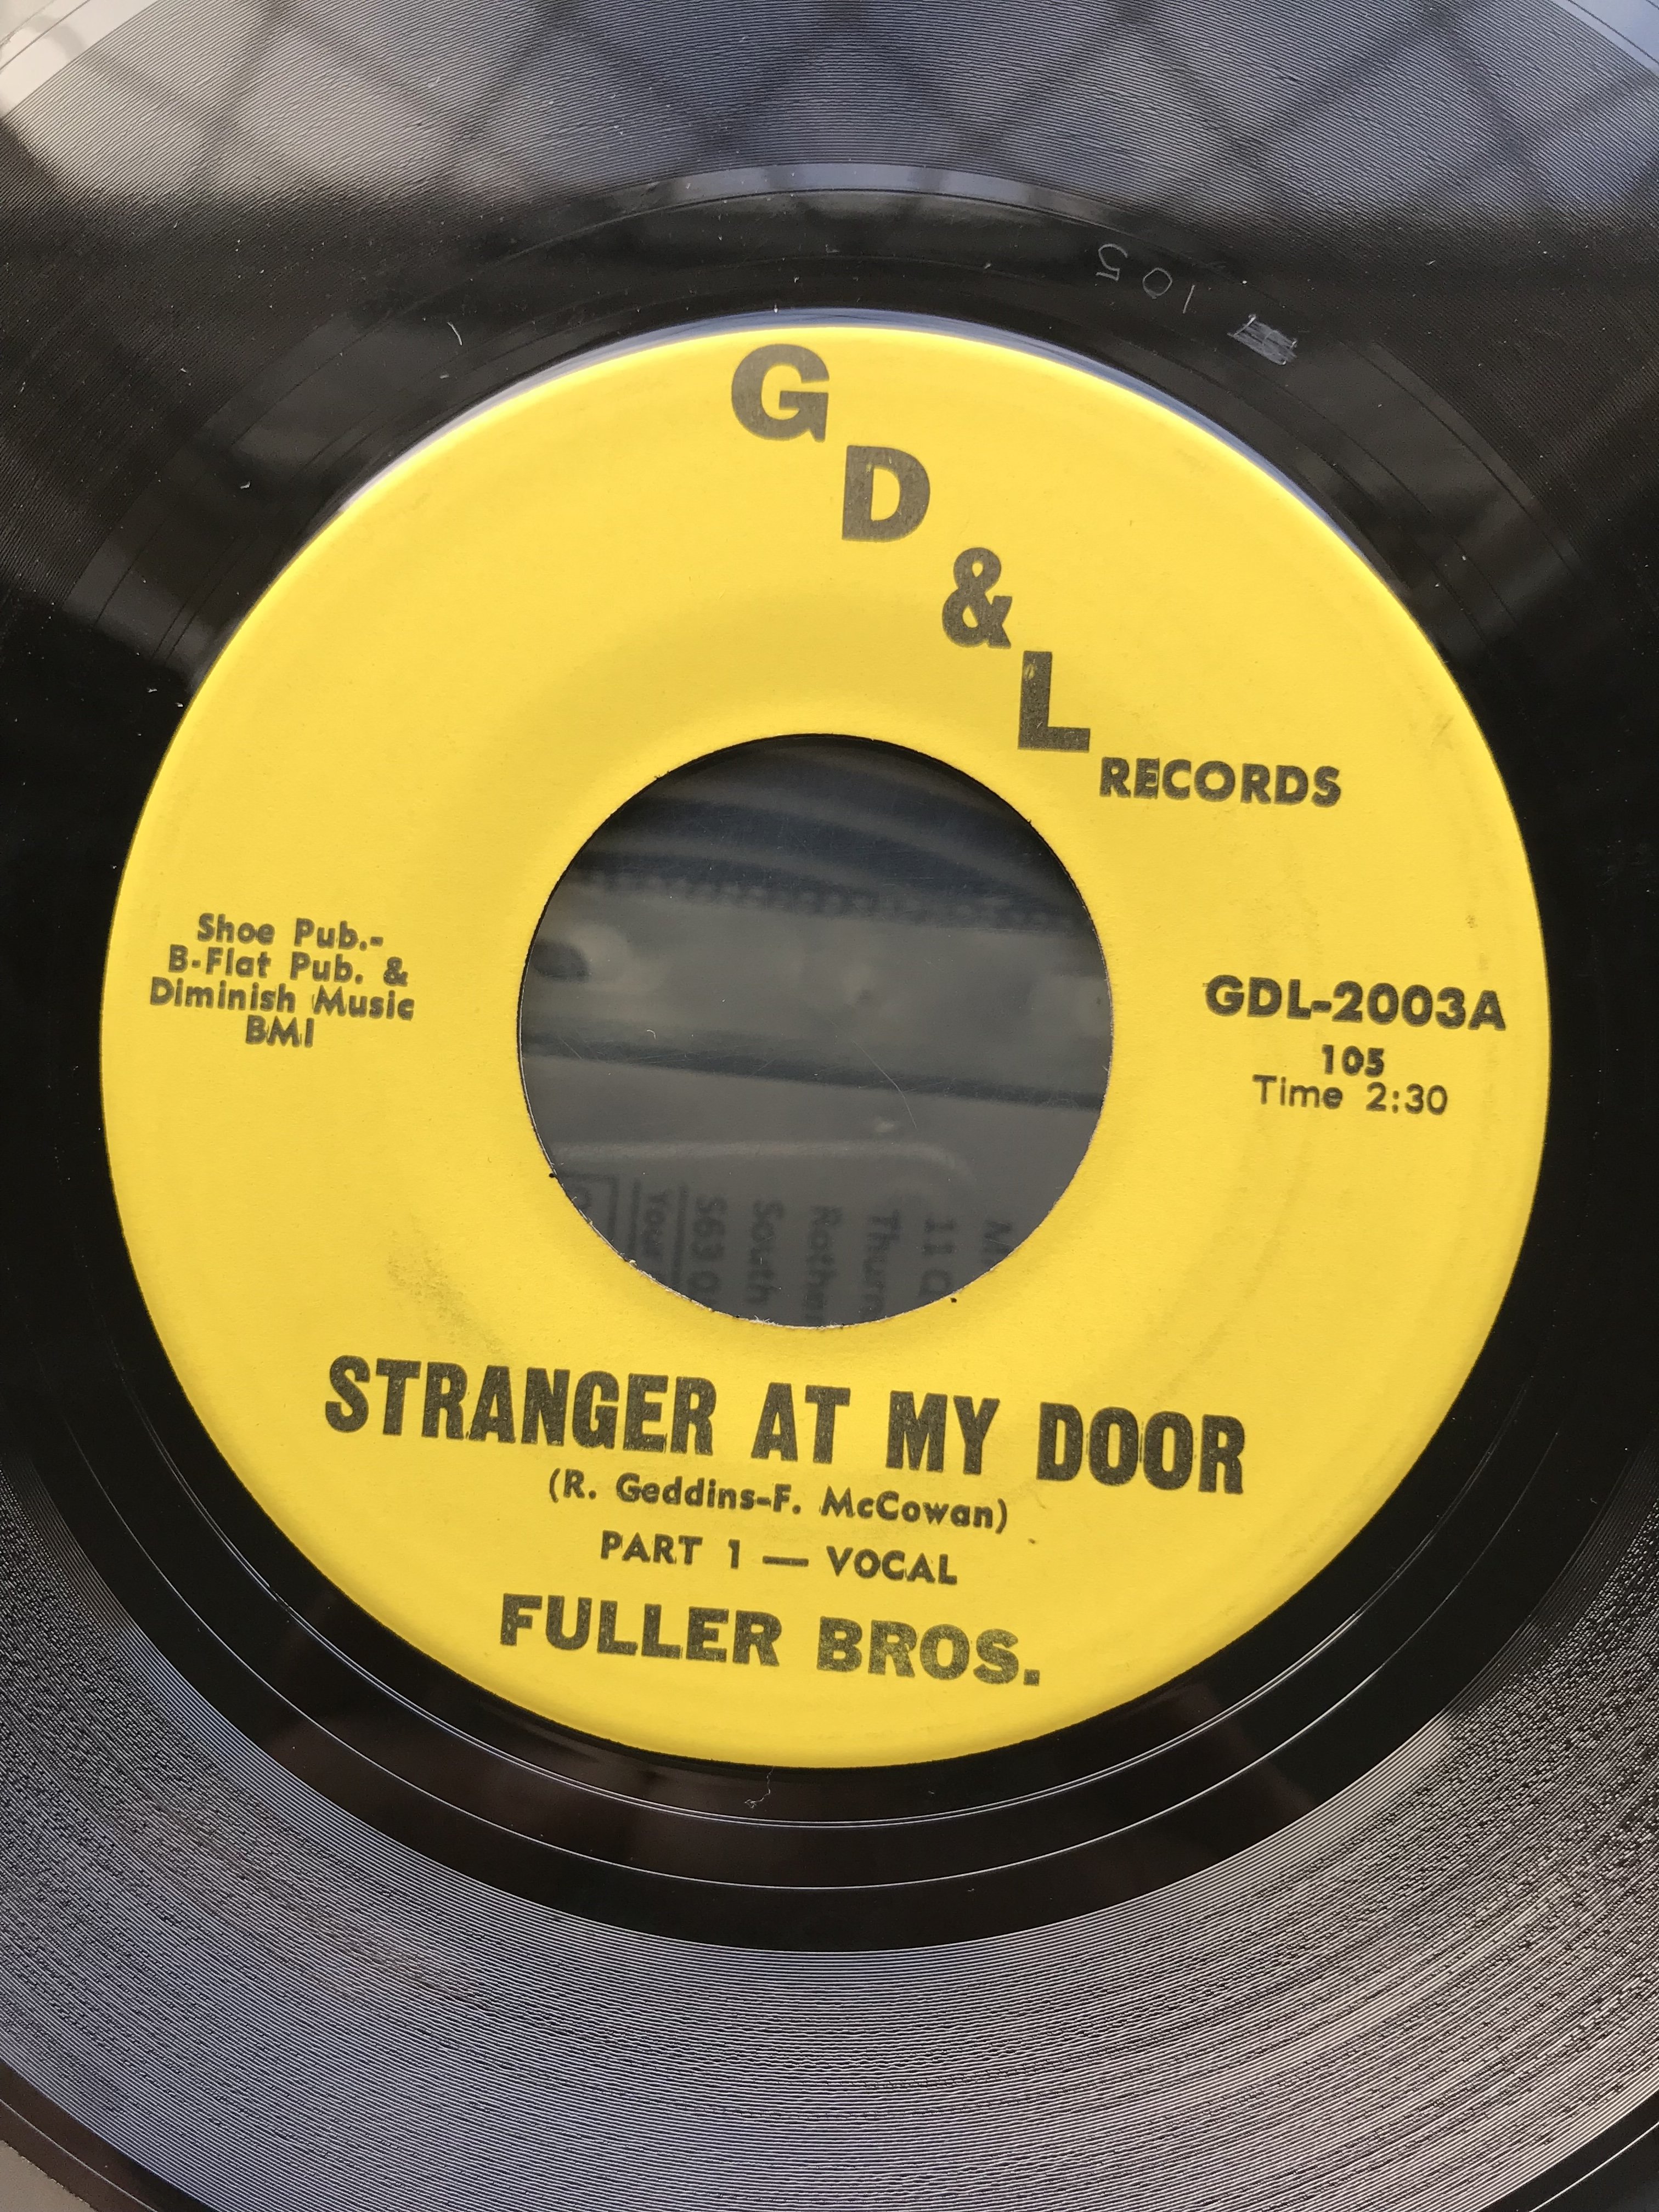 105
G
D
&
L
RECORDS
Shoe Pub.-
B-Flat Pub. &
Diminish Music
BMI
GDL-2003A
105
Time 2:30
STRANGER AT MY DOOR
(R. Geddins-F. McCowan)
PART 1 — VOCAL
FULLER BROS.
South